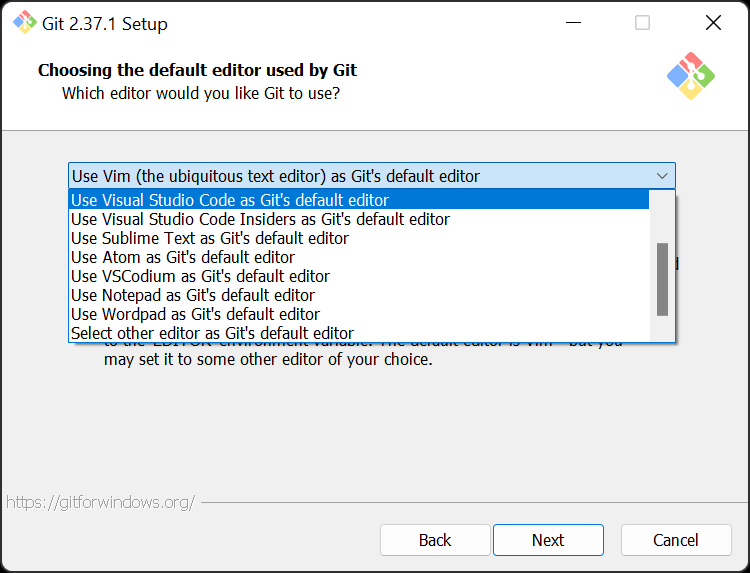 Git 2.37.1 Setup
Choosing the default editor used by Git
Which editor would you like Git to use?
Use Vim (the ubiquitous text editor) as Git's default editor
Use Visual Studio Code as Git's default editor
Use Visual Studio Code Insiders as Git's default editor
Use Sublime Text as Git's default editor
Use Atom as Git's default editor
Use VSCodium as Git's default editor
Use Notepad as Git's default editor
Use Wordpad as Git's default editor
Select other editor as Git's default editor
to the 'EDITOR' environment variable. The default editor is Vim - but you
may set it to some other editor of your choice.
https://gitforwindows.org/
Back Next Cancel